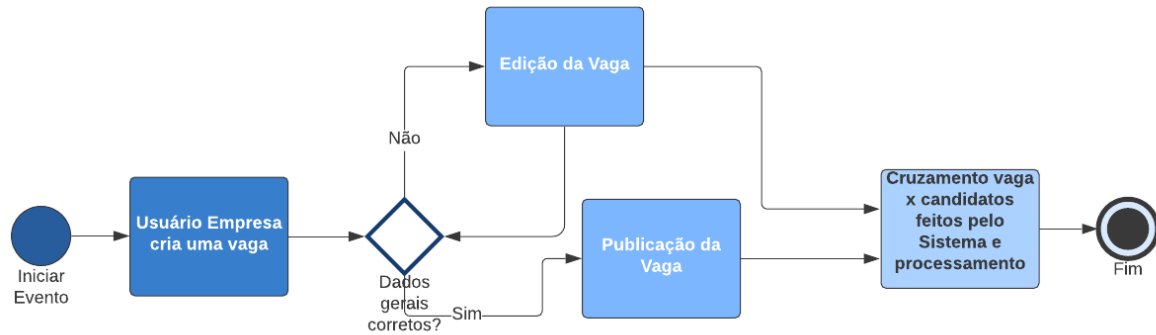 Iniciar
Evento
Usuário Empresa
cria uma vaga
Dados
gerais
corretos?
Não
Sim
Edição da Vaga
Publicação da
Vaga
Cruzamento vaga
x candidatos
feitos pelo
Sistema e
processamento
Fim